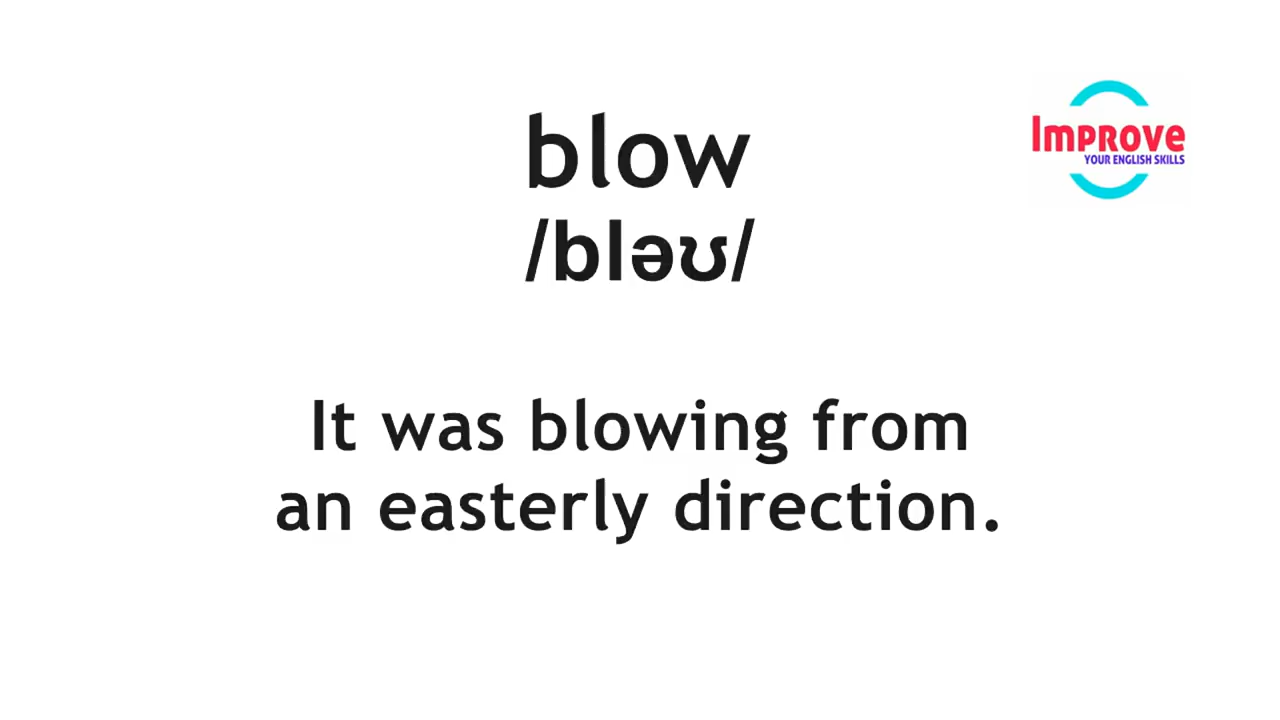 blow
/bləʊ/
Improve
YOUR ENGLISH SKILLS
It was blowing from
an easterly direction.